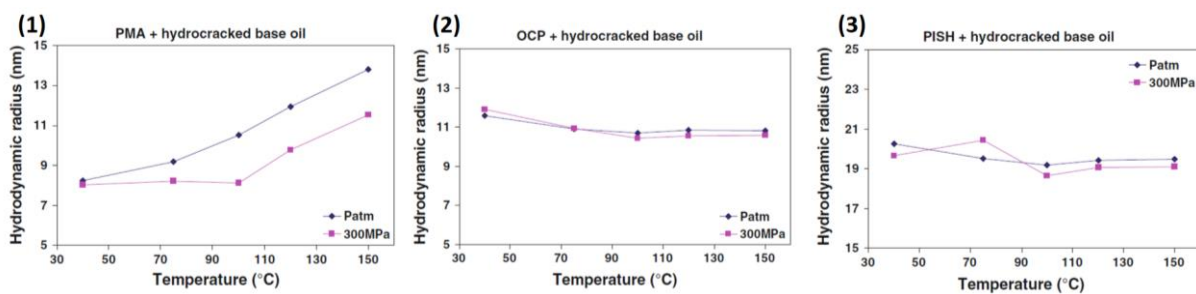 (1)
PMA + hydrocracked base oil
Hydrodynamic radius (nm)
15
13
11
9
7
5
30 50 70 90 110 130 150
Temperature (°C)
Patm
300MPa
(2)
OCP + hydrocracked base oil
Hydrodynamic radius (nm)
15
13
11
9
7
5
30 50 70 90 110 130 150
Temperature (°C)
Patm
300MPa
(3)
PISH + hydrocracked base oil
Hydrodynamic radius (nm)
25
23
21
19
17
15
30 50 70 90 110 130 150
Temperature (°C)
Patm
300MPa